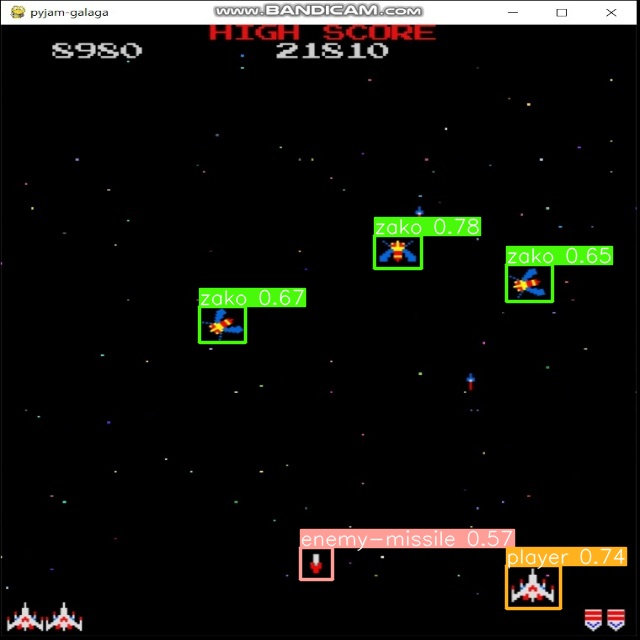 pyjam-galaga
www.BANDICAM.com
HIGH SCORE
8980 21810
zako 0.78
zako 0.65
zako 0.67
enemy-missile 0.57
player 0.74